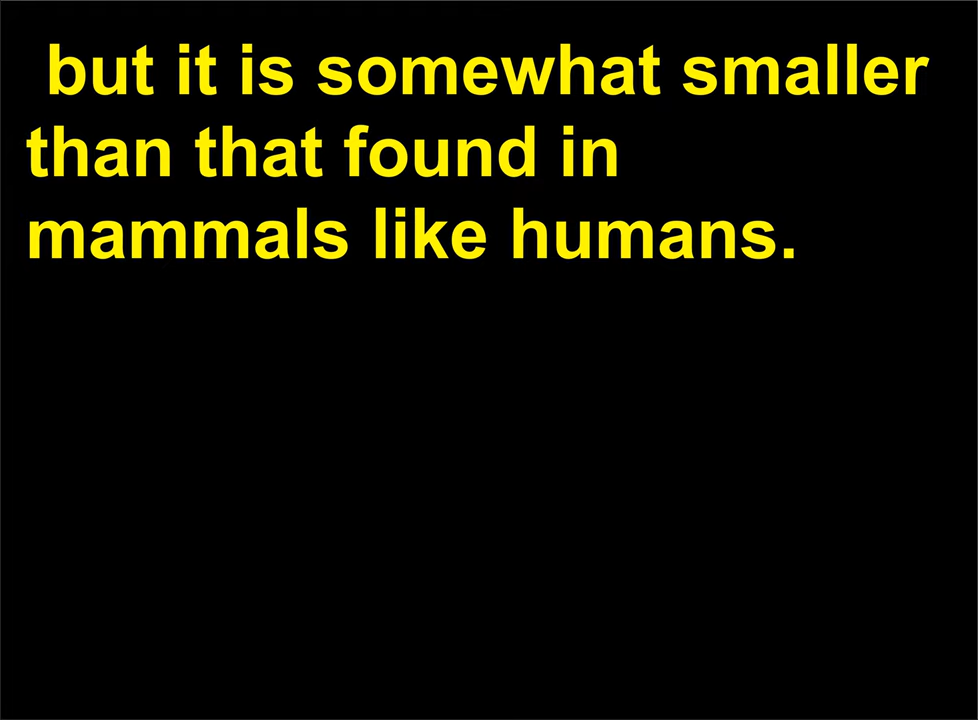 but it is somewhat smaller
than that found in
mammals like humans.